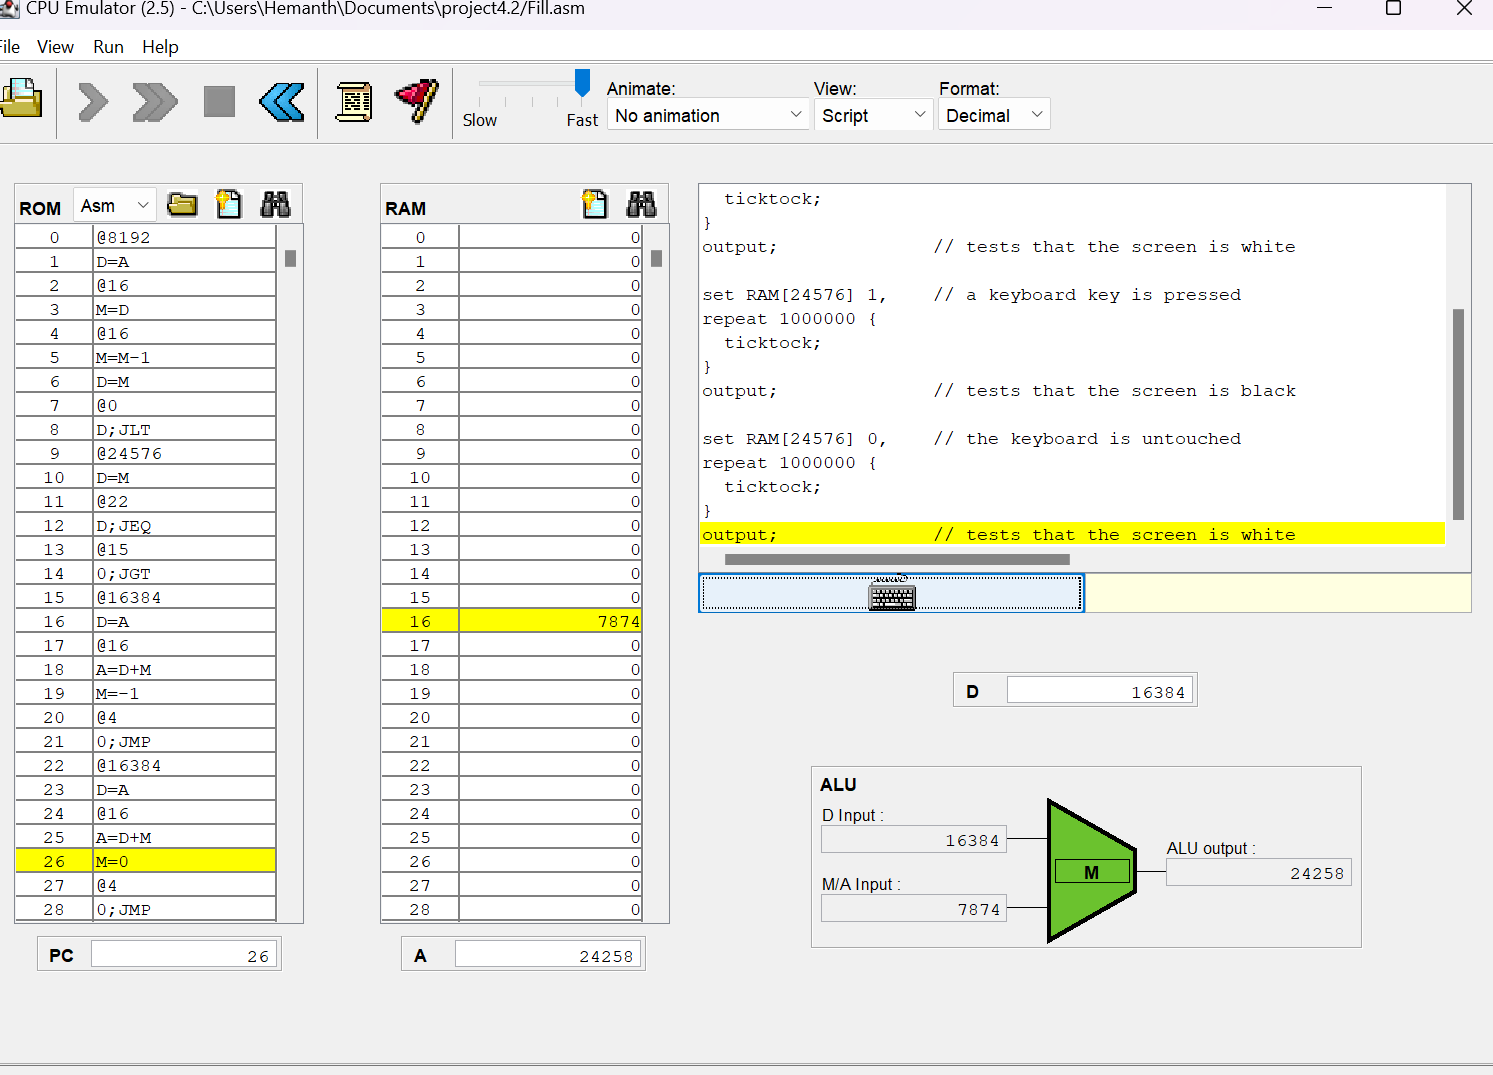 CPU Emulator (2.5) - C:\Users\Hemanth\Documents\project4.2/Fill.asm
File View Run Help
Slow Fast
Animate: View: Format:
No animation Script Decimal
ROM Asm
0 @8192
1 D=A
2 @16
3 M=D
4 @16
5 M=M-1
6 D=M
7 @0
8 D;JLT
9 @24576
10 D=M
11 @22
12 D;JEQ
13 @15
14 0;JGT
15 @16384
16 D=A
17 @16
18 A=D+M
19 M=-1
20 @4
21 0;JMP
22 @16384
23 D=A
24 @16
25 A=D+M
26 M=0
27 @4
28 0;JMP
PC 26
RAM
0 0
1 0
2 0
3 0
4 0
5 0
6 0
7 0
8 0
9 0
10 0
11 0
12 0
13 0
14 0
15 0
16 7874
17 0
18 0
19 0
20 0
21 0
22 0
23 0
24 0
25 0
26 0
27 0
28 0
A 24258
ticktock;
}
output; // tests that the screen is white
set RAM[24576] 1, // a keyboard key is pressed
repeat 1000000 {
ticktock;
}
output; // tests that the screen is black
set RAM[24576] 0, // the keyboard is untouched
repeat 1000000 {
ticktock;
}
output; // tests that the screen is white
D 16384
ALU
D Input :
16384
M/A Input :
7874
M
ALU output :
24258